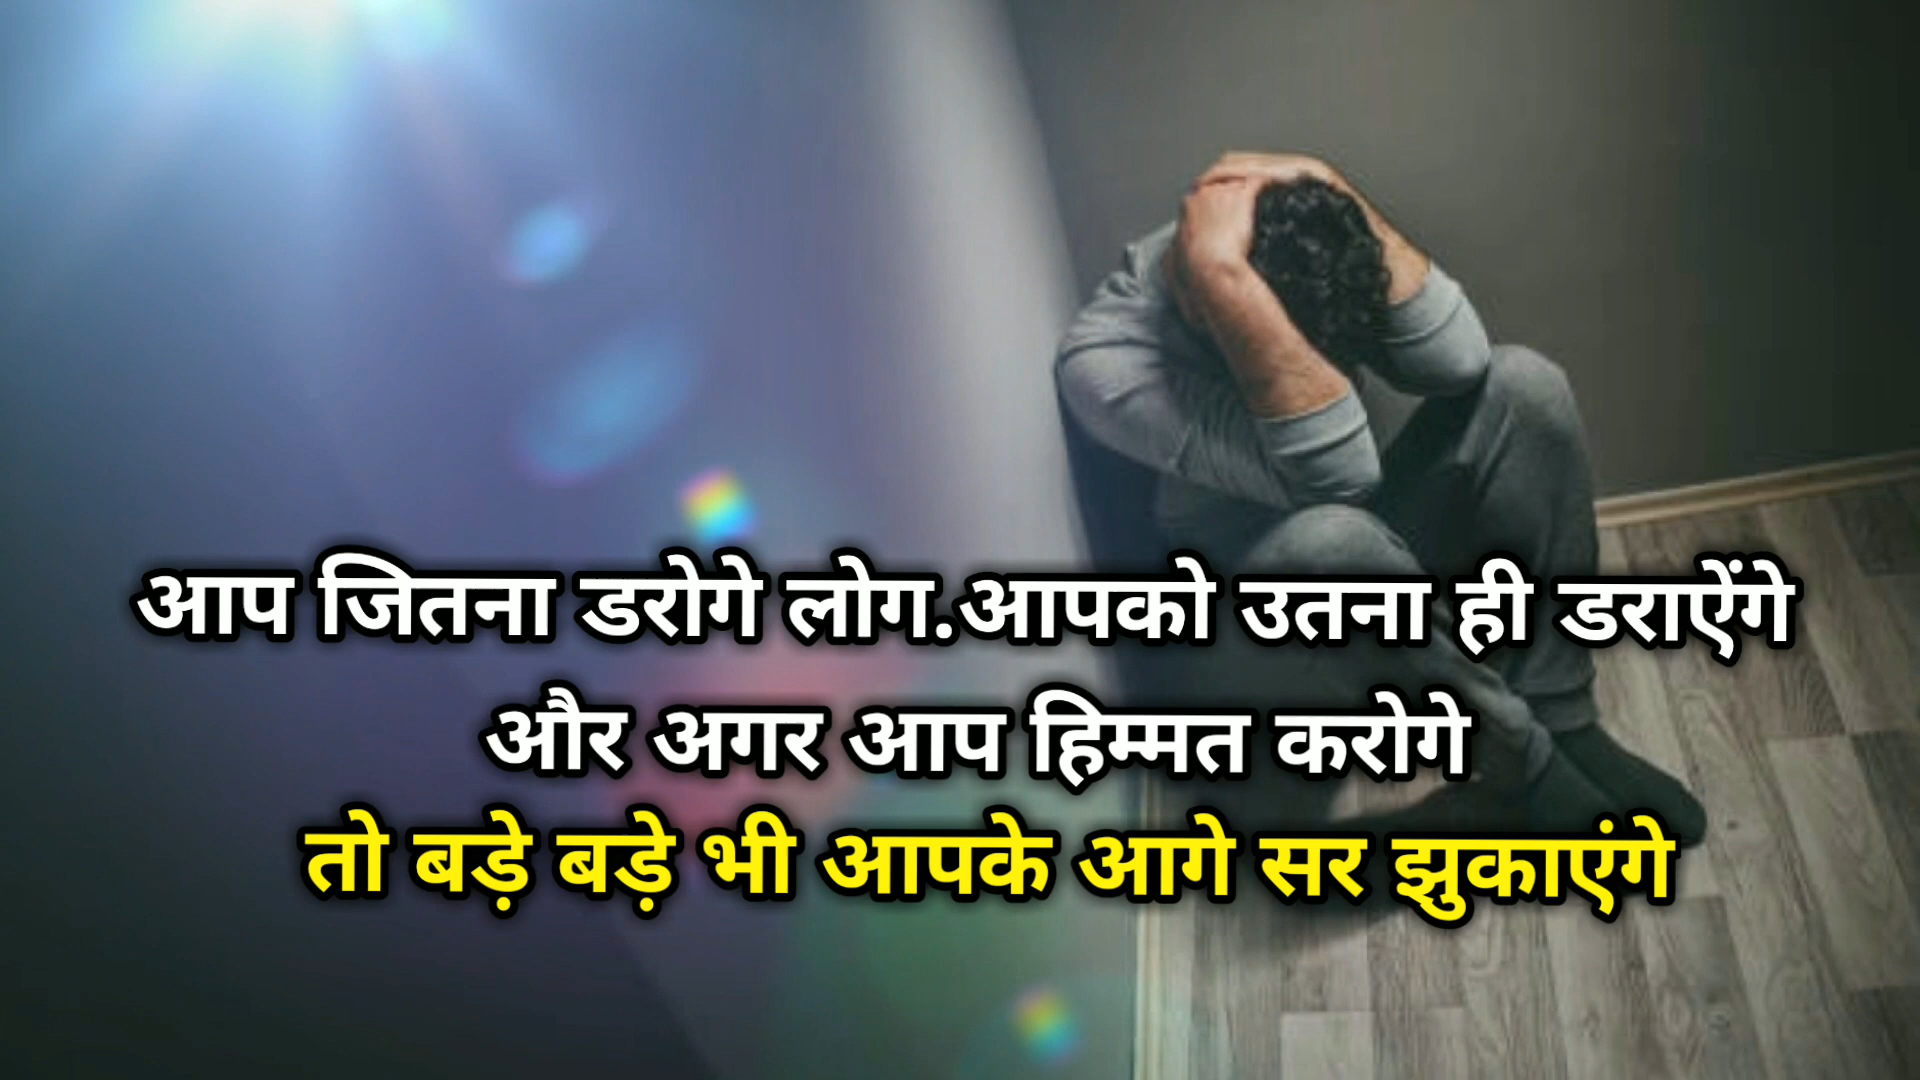 आप जितना डरोगे लोग.आपको उतना ही डराऐंगे
और अगर आप हिम्मत करोगे
तो बड़े बड़े भी आपके आगे सर झुकाएंगे